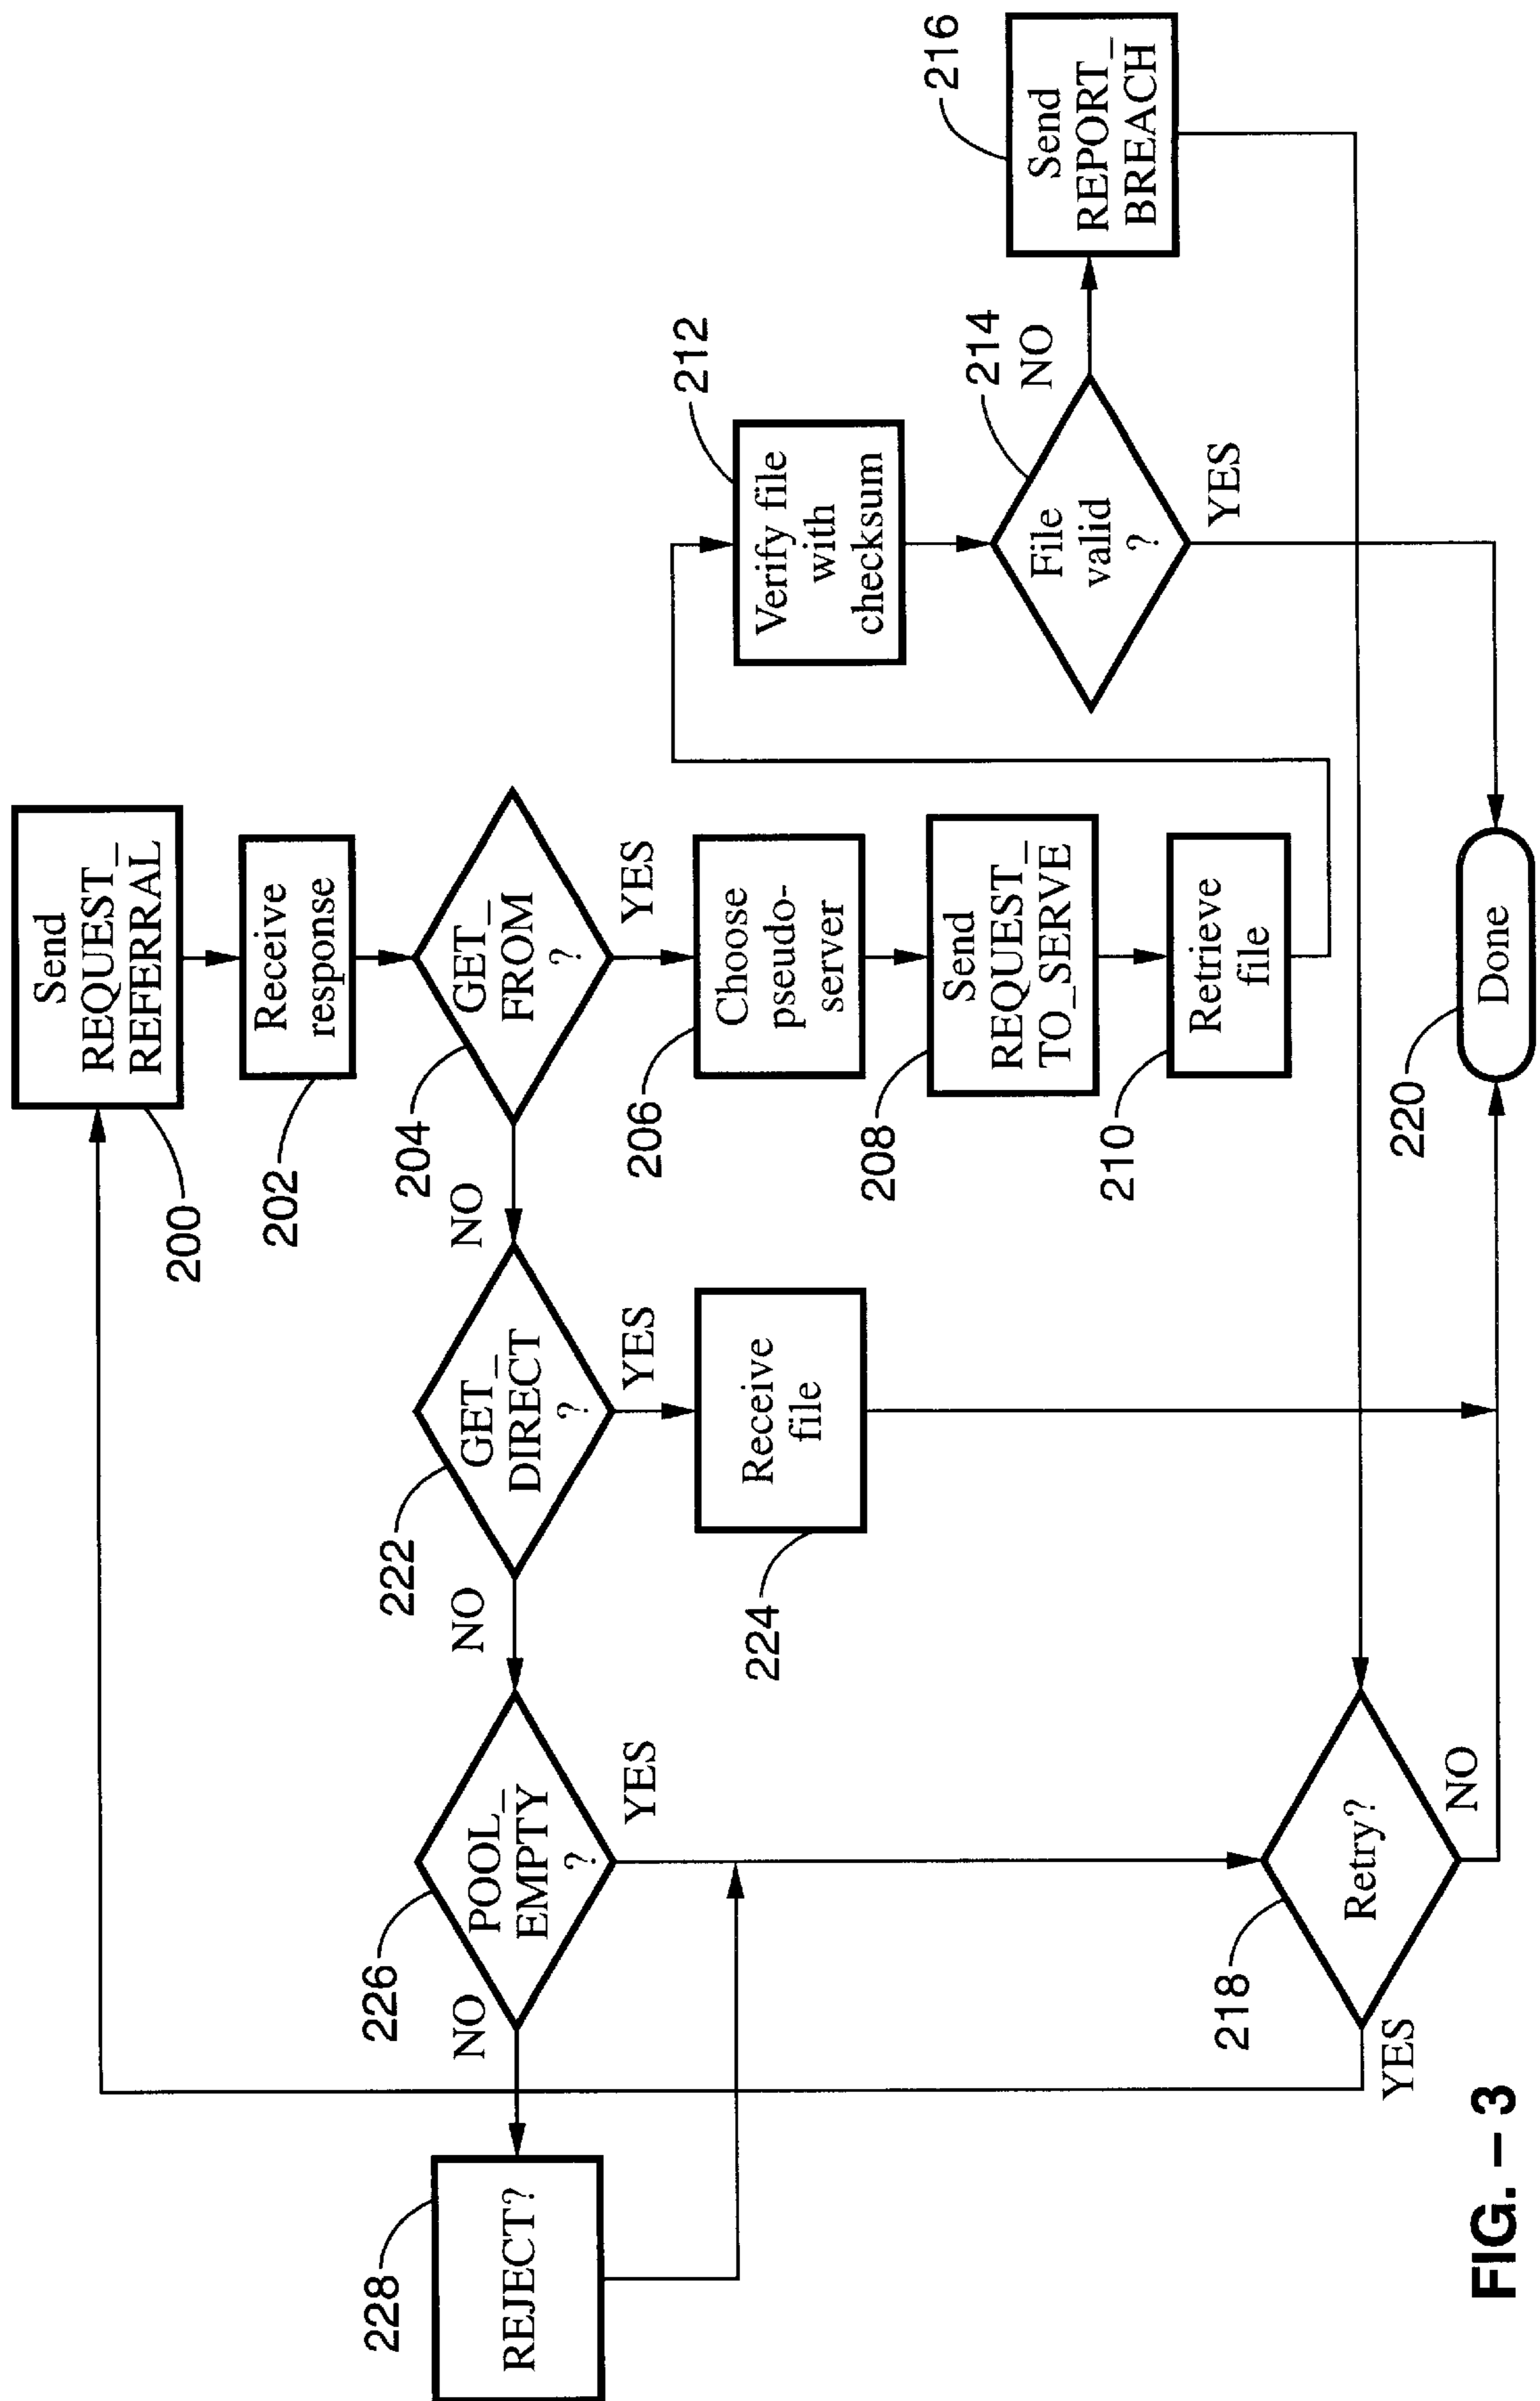 Send
REQUEST_
REFERRAL
200
Receive
response
202
GET_
FROM
?
204
NO
YES
Choose
pseudo-
server
206
Send
REQUEST_
TO_SERVE
208
Retrieve
file
210
Verify file
with
checksum
212
File
valid
?
214
NO
YES
Send
REPORT_
BREACH
216
GET_
DIRECT
?
222
NO
YES
Receive
file
224
POOL_
EMPTY
?
226
NO
YES
REJECT?
228
Retry?
218
YES
NO
Done
220
FIG. – 3